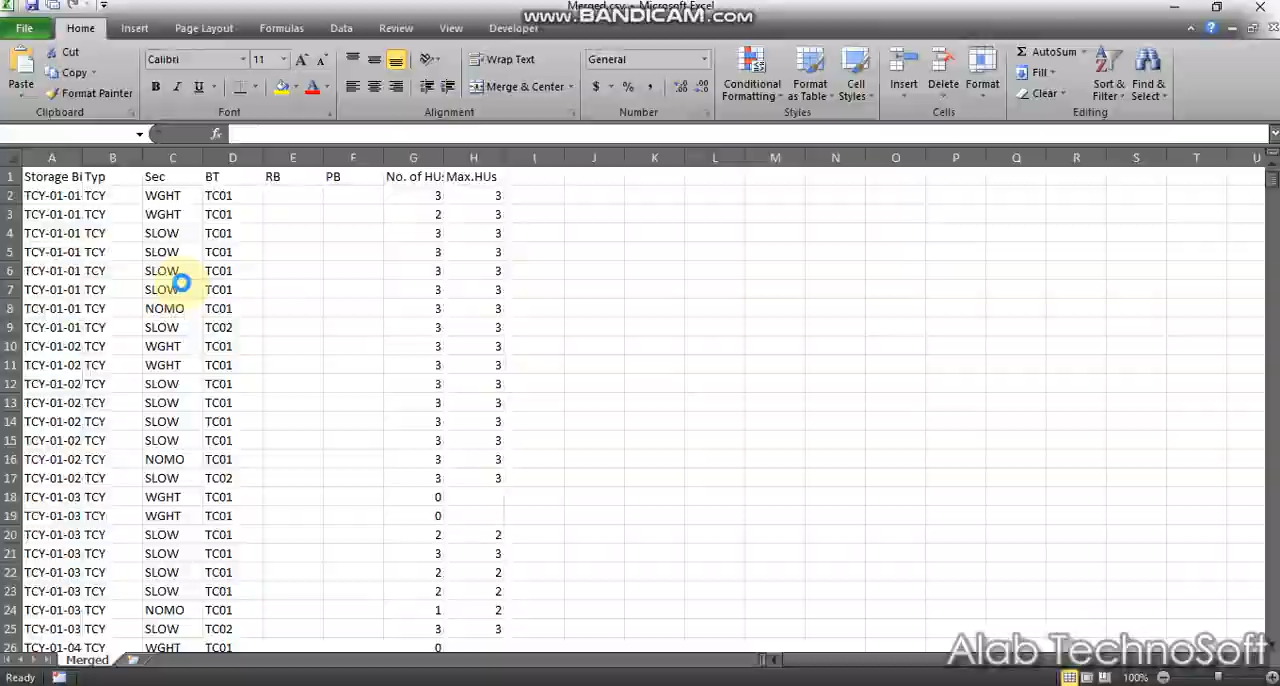 Merged.csv - Microsoft Excel
www.BANDICAM.com
File Home Insert Page Layout Formulas Data Review View Developer
Cut
Copy
Format Painter
Paste
Clipboard
Calibri 11
B I U
Font
Wrap Text
Merge & Center
Alignment
General
$ % ,
Number
Conditional Formatting
Format as Table
Cell Styles
Styles
Insert Delete Format
Cells
AutoSum
Fill
Clear
Sort & Filter
Find & Select
Editing
fx
A B C D E F G H I J K L M N O P Q R S T U
1 Storage Bi Typ Sec BT RB PB No. of HU: Max.HUs
2 TCY-01-01 TCY WGHT TC01 3 3
3 TCY-01-01 TCY WGHT TC01 2 3
4 TCY-01-01 TCY SLOW TC01 3 3
5 TCY-01-01 TCY SLOW TC01 3 3
6 TCY-01-01 TCY SLOW TC01 3 3
7 TCY-01-01 TCY SLOW TC01 3 3
8 TCY-01-01 TCY NOMO TC01 3 3
9 TCY-01-01 TCY SLOW TC02 3 3
10 TCY-01-02 TCY WGHT TC01 3 3
11 TCY-01-02 TCY WGHT TC01 3 3
12 TCY-01-02 TCY SLOW TC01 3 3
13 TCY-01-02 TCY SLOW TC01 3 3
14 TCY-01-02 TCY SLOW TC01 3 3
15 TCY-01-02 TCY SLOW TC01 3 3
16 TCY-01-02 TCY NOMO TC01 3 3
17 TCY-01-02 TCY SLOW TC02 3 3
18 TCY-01-03 TCY WGHT TC01 0
19 TCY-01-03 TCY WGHT TC01 0
20 TCY-01-03 TCY SLOW TC01 2 2
21 TCY-01-03 TCY SLOW TC01 3 3
22 TCY-01-03 TCY SLOW TC01 2 2
23 TCY-01-03 TCY SLOW TC01 2 2
24 TCY-01-03 TCY NOMO TC01 1 2
25 TCY-01-03 TCY SLOW TC02 3 3
26 TCY-01-04 TCY WGHT TC01 0
Merged
Alab TechnoSoft
Ready
100%